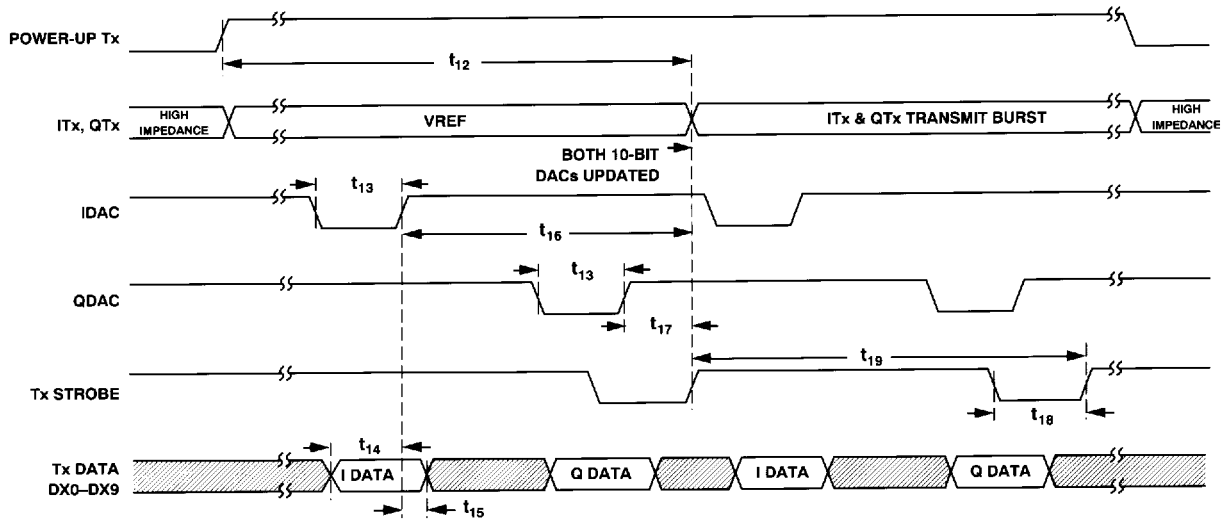 POWER-UP Tx
t12
ITx, QTx
HIGH
IMPEDANCE
VREF
ITx & QTx TRANSMIT BURST
HIGH
IMPEDANCE
BOTH 10-BIT
DACs UPDATED
IDAC
t13
t16
QDAC
t13
t17
Tx STROBE
t19
t18
Tx DATA
DX0–DX9
t14
I DATA
Q DATA
I DATA
Q DATA
t15